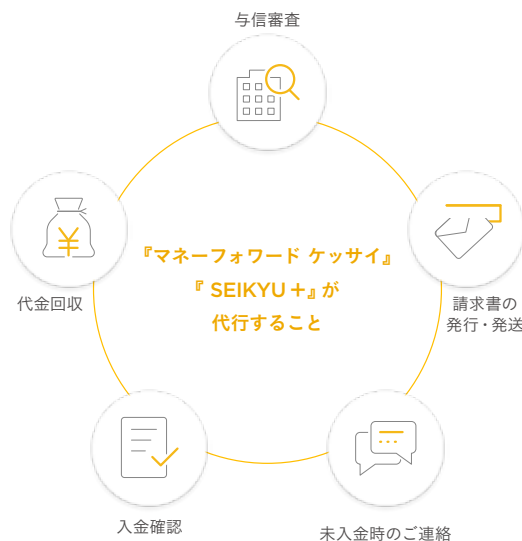 与信審査
代金回収
『マネーフォワード ケッサイ』
『 SEIKYU＋』が
代行すること
請求書の
発行・発送
入金確認
未入金時のご連絡